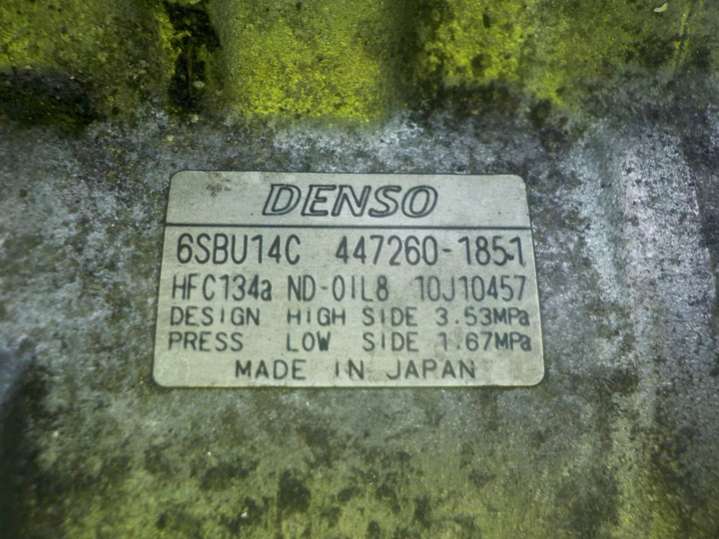 DENSO
6SBU14C 447260-1851
HFC134a ND-OIL8 10J10457
DESIGN HIGH SIDE 3.53MPa
PRESS LOW SIDE 1.67MPa
MADE IN JAPAN